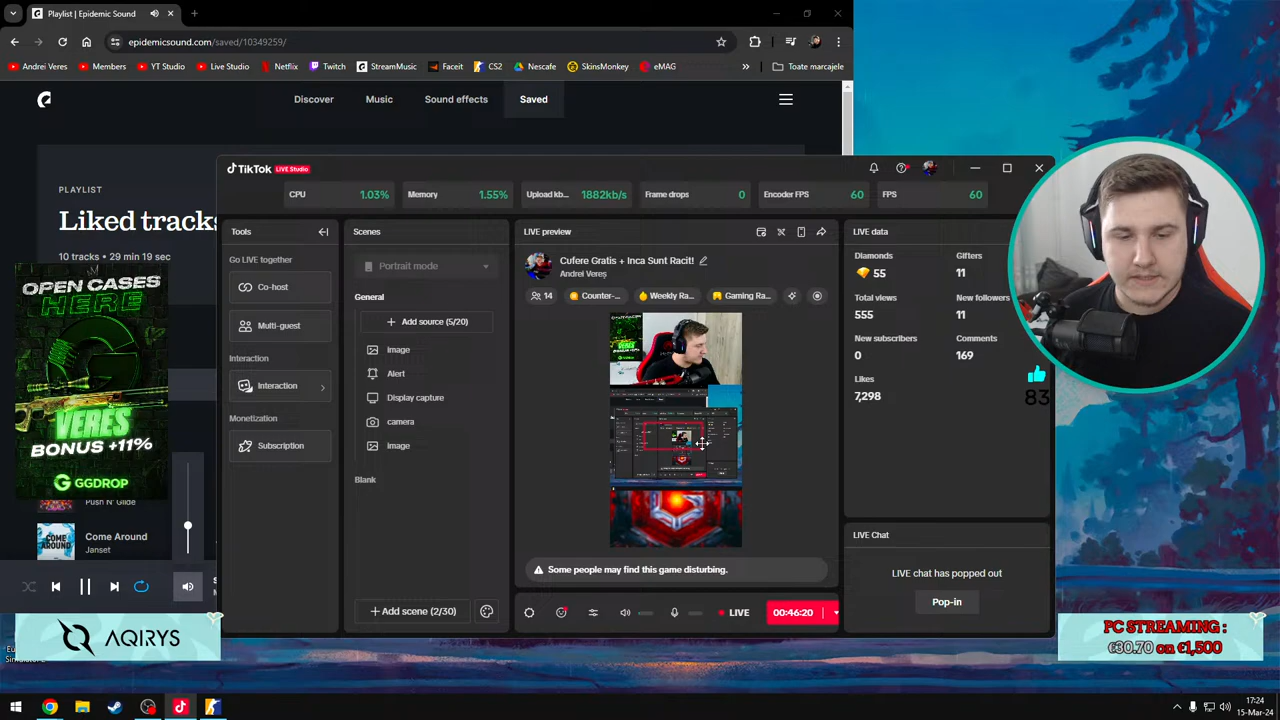 Playlist | Epidemic Sound
epidemicsound.com/saved/10349259/
Andrei Veres
Members
YT Studio
Live Studio
Netflix
Twitch
StreamMusic
Faceit
CS2
Nescafe
SkinsMonkey
eMAG
»
Toate marcajele
Discover
Music
Sound effects
Saved
PLAYLIST
Liked tracks
10 tracks • 29 min 19 sec
TikTok LIVE Studio
CPU 1.03%
Memory 1.55%
Upload kb... 1882kb/s
Frame drops 0
Encoder FPS 60
FPS 60
Tools
Go LIVE together
Co-host
Multi-guest
Interaction
Interaction
Monetization
Subscription
Scenes
Portrait mode
General
+ Add source (5/20)
Image
Alert
Display capture
camera
Image
Blank
+ Add scene (2/30)
LIVE preview
Cufere Gratis + Inca Sunt Racit!
Andrei Veres
14
Counter-...
Weekly Ra...
Gaming Ra...
Some people may find this game disturbing.
LIVE
00:46:20
LIVE data
Diamonds
55
Gifters
11
Total views
555
New followers
11
New subscribers
0
Comments
169
Likes
7,298
LIVE Chat
LIVE chat has popped out
Pop-in
83
OPEN CASES
HERE
VERES
BONUS +11%
GGDROP
Push N' Glide
Come Around
Janset
AQIRYS
PC STREAMING :
€30.70 on €1,500
17:24
15-Mar-24